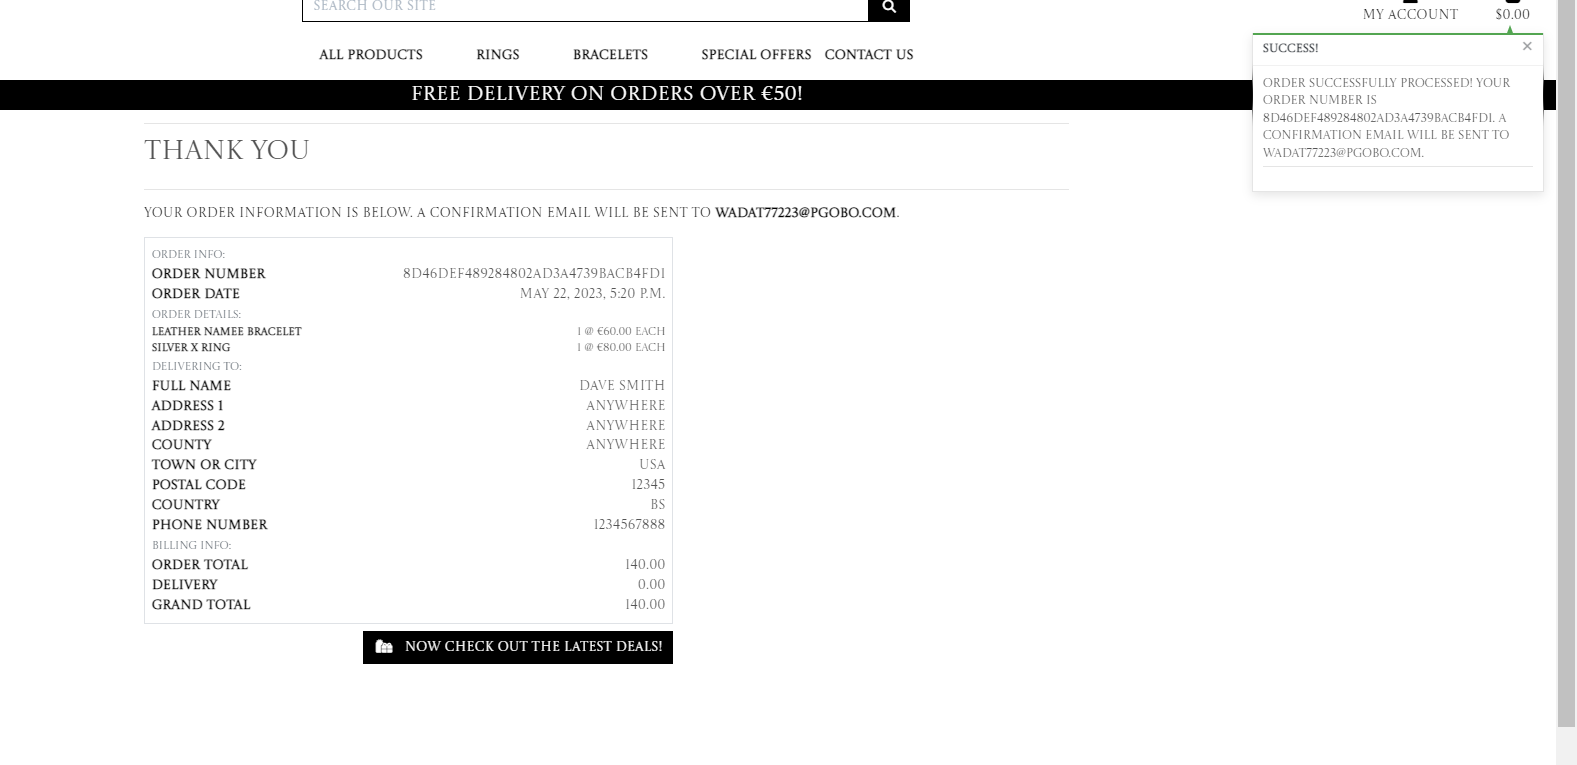 SEARCH OUR SITE
MY ACCOUNT
$0.00
ALL PRODUCTS
RINGS
BRACELETS
SPECIAL OFFERS
CONTACT US
FREE DELIVERY ON ORDERS OVER €50!
SUCCESS!
×
ORDER SUCCESSFULLY PROCESSED! YOUR
ORDER NUMBER IS
8D46DEF489284802AD3A4739BACB4FD1. A
CONFIRMATION EMAIL WILL BE SENT TO
WADAT77223@PGOBO.COM.
THANK YOU
YOUR ORDER INFORMATION IS BELOW. A CONFIRMATION EMAIL WILL BE SENT TO WADAT77223@PGOBO.COM.
ORDER INFO:
ORDER NUMBER 8D46DEF489284802AD3A4739BACB4FD1
ORDER DATE MAY 22, 2023, 5:20 P.M.
ORDER DETAILS:
LEATHER NAMEE BRACELET 1 @ €60.00 EACH
SILVER X RING 1 @ €80.00 EACH
DELIVERING TO:
FULL NAME DAVE SMITH
ADDRESS 1 ANYWHERE
ADDRESS 2 ANYWHERE
COUNTY ANYWHERE
TOWN OR CITY USA
POSTAL CODE 12345
COUNTRY BS
PHONE NUMBER 1234567888
BILLING INFO:
ORDER TOTAL 140.00
DELIVERY 0.00
GRAND TOTAL 140.00
NOW CHECK OUT THE LATEST DEALS!